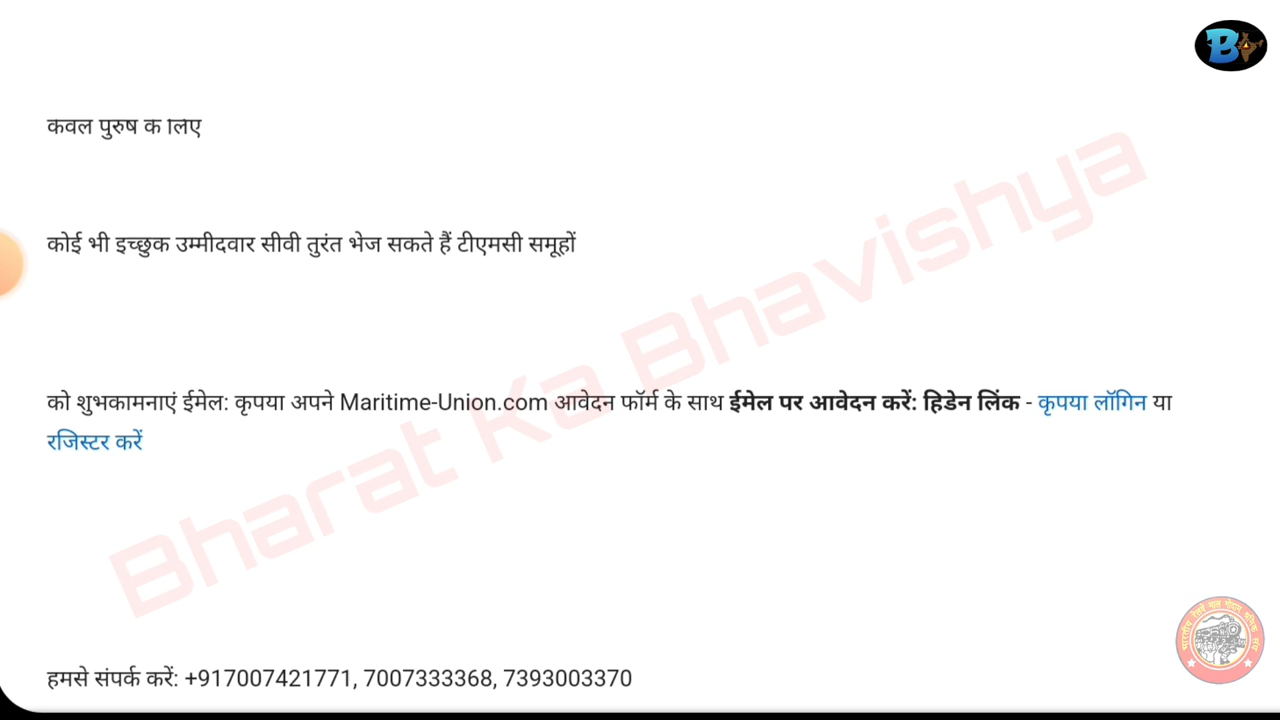 केवल पुरुष के लिए
कोई भी इच्छुक उम्मीदवार सीवी तुरंत भेज सकते हैं टीएमसी समूहों
को शुभकामनाएं ईमेल: कृपया अपने Maritime-Union.com आवेदन फॉर्म के साथ ईमेल पर आवेदन करें: हिडेन लिंक - कृपया लॉगिन या
रजिस्टर करें
हमसे संपर्क करें: +917007421771, 7007333368, 7393003370
Bharat Ka Bhavishya
B